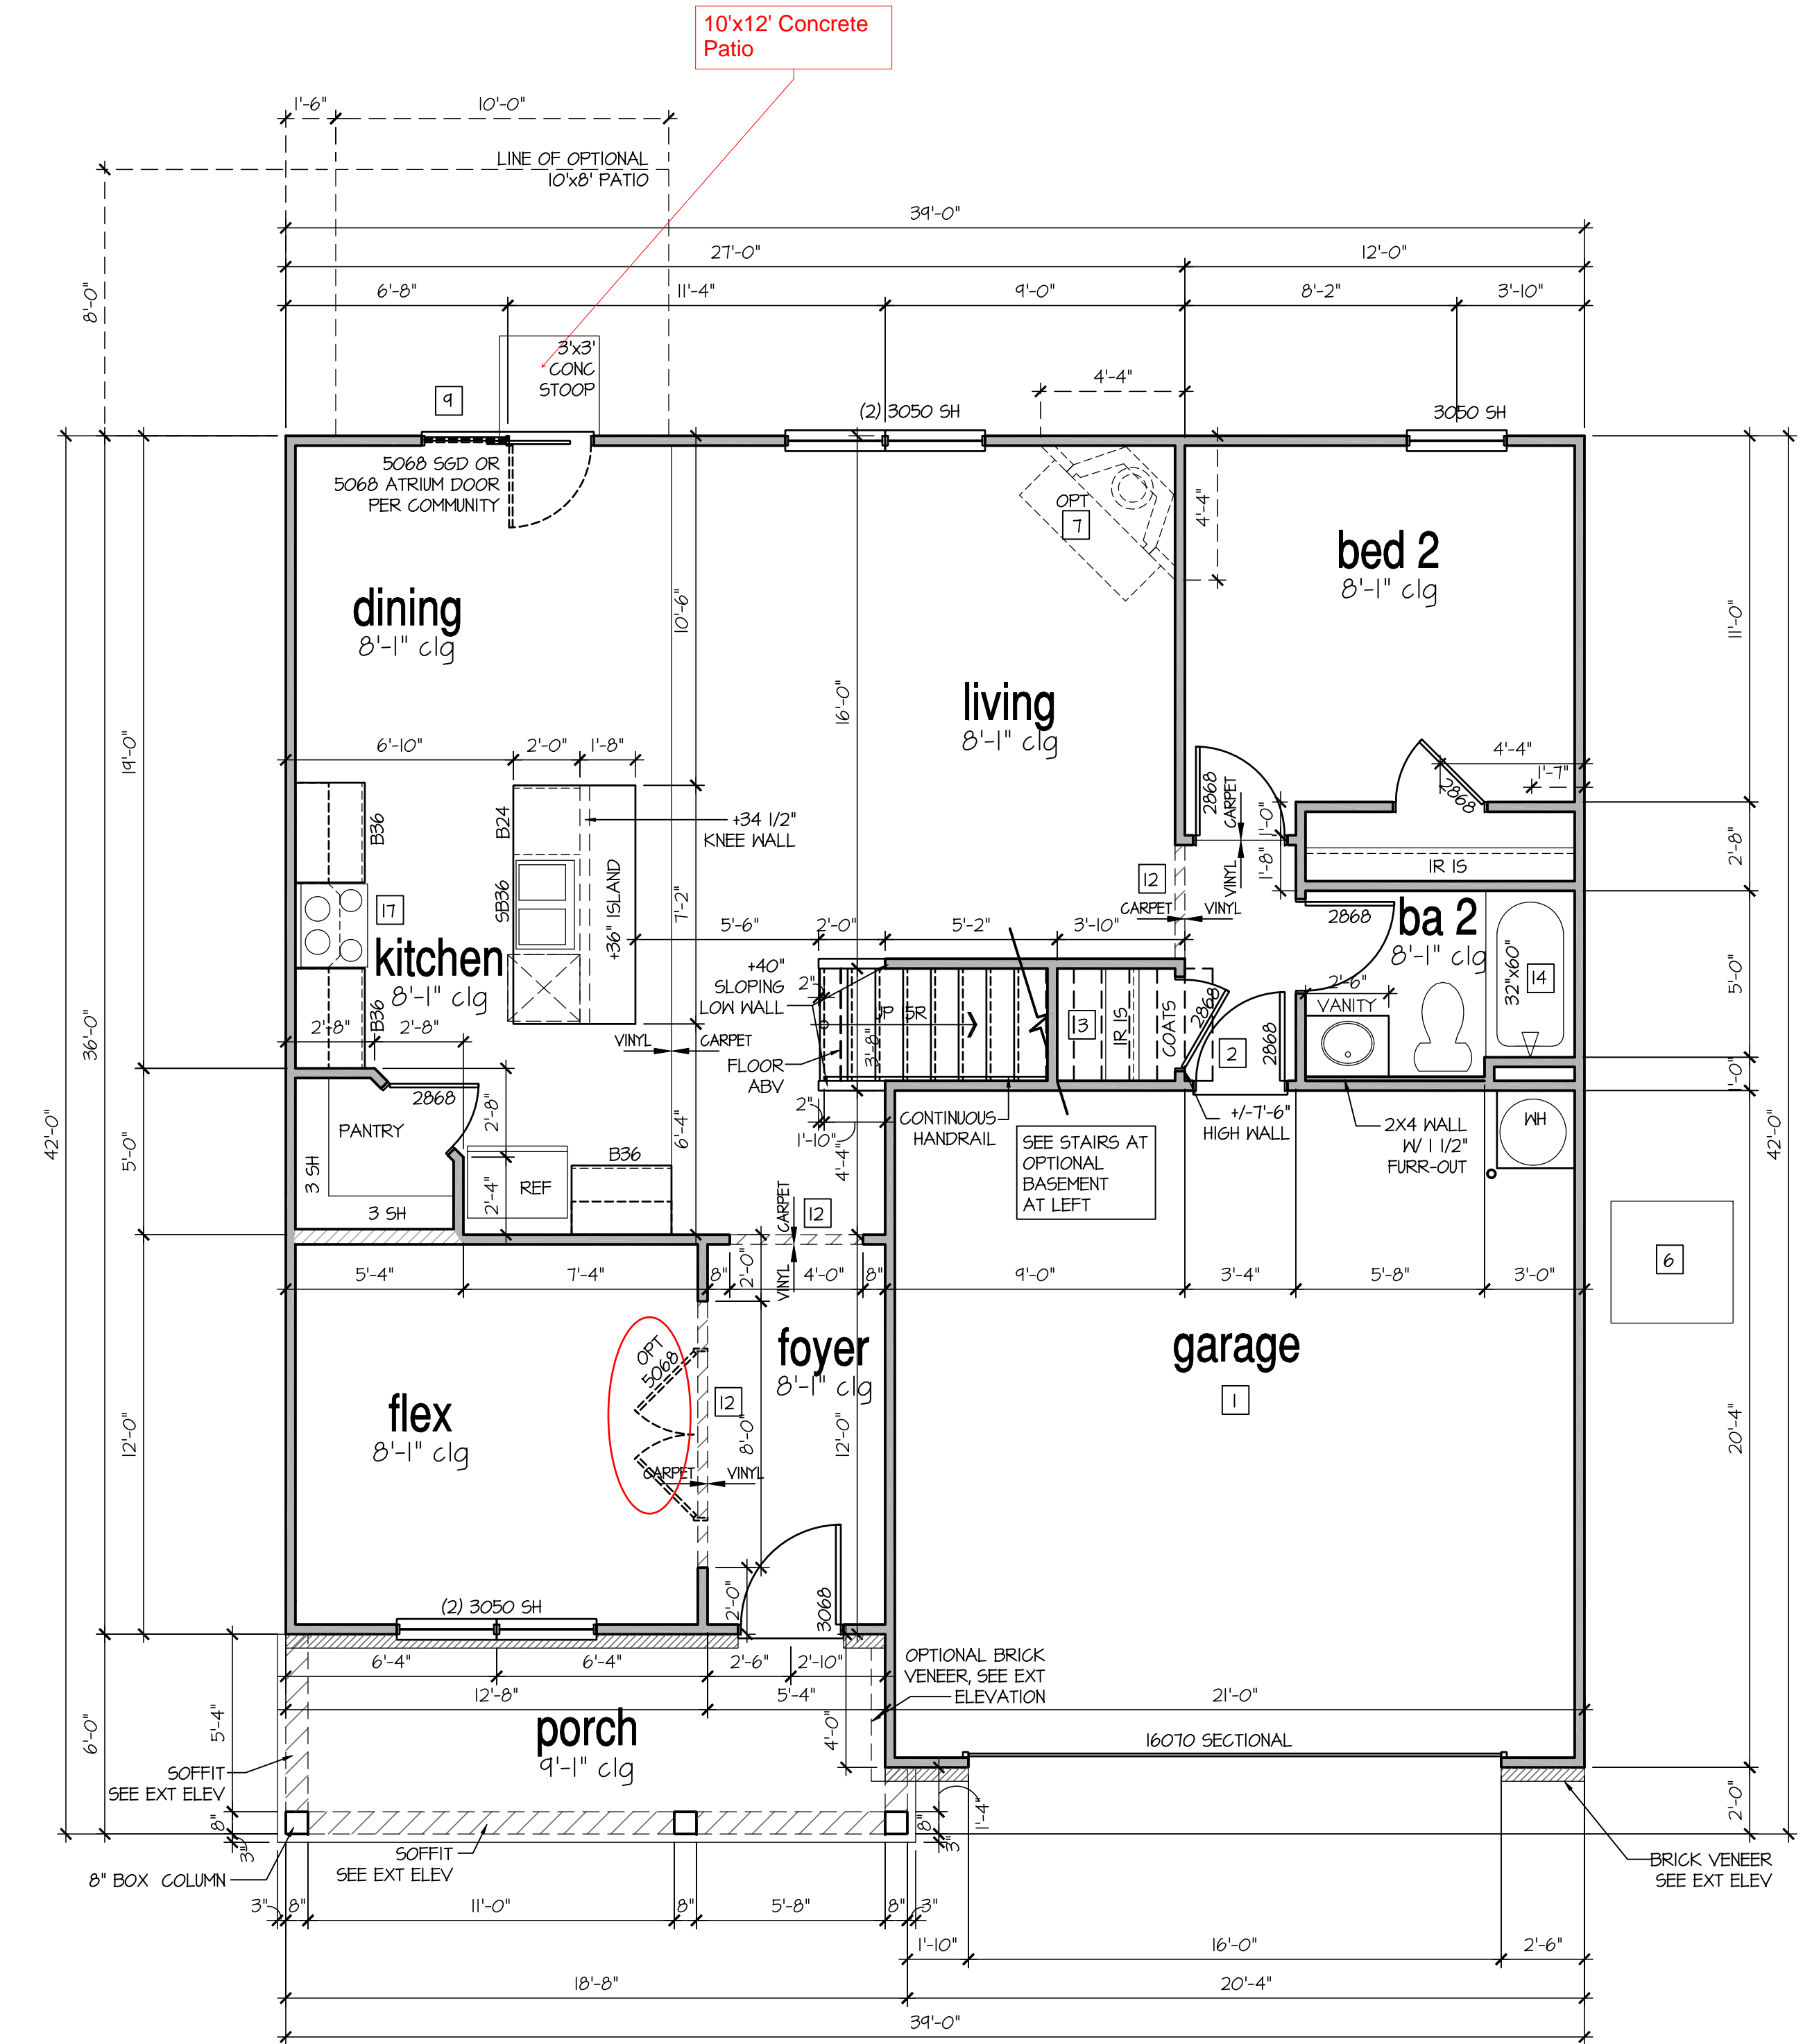 10'x12' Concrete
Patio
1'-6"
10'-0"
LINE OF OPTIONAL
10'x8' PATIO
8'-0"
39'-0"
27'-0"
12'-0"
6'-8"
11'-4"
9'-0"
8'-2"
3'-10"
3'x3'
CONC
STOOP
4'-4"
9
(2) 3050 SH
3050 SH
5068 SGD OR
5068 ATRIUM DOOR
PER COMMUNITY
OPT
7
4'-4"
bed 2
8'-1" clg
dining
8'-1" clg
10'-6"
11'-0"
living
8'-1" clg
16'-0"
19'-0"
6'-10"
2'-0"
1'-8"
4'-4"
1'-7"
2868
CARPET
2868
B36
B24
+34 1/2"
KNEE WALL
1'-0"
1'-8"
2'-8"
IR 1S
VINYL
12
CARPET
VINYL
17
SB36
+36" ISLAND
7'-2"
2868
ba 2
8'-1" clg
kitchen
8'-1" clg
5'-6"
2'-0"
5'-2"
3'-10"
32"x60"
14
5'-0"
+40"
SLOPING
LOW WALL
2"
2'-6"
VANITY
B36
2'-8"
2'-8"
3'-8"
13
IR 1S
COATS
2868
2
2868
36'-0"
VINYL
CARPET
FLOOR
ABV
1'-0"
2868
2'-8"
PANTRY
3 SH
3 SH
6'-4"
2"
1'-10"
4'-4"
CONTINUOUS
HANDRAIL
SEE STAIRS AT
OPTIONAL
BASEMENT
AT LEFT
+/-7'-6"
HIGH WALL
2X4 WALL
W/ 1 1/2"
FURR-OUT
WH
42'-0"
42'-0"
5'-0"
B36
REF
2'-4"
CARPET
12
6
5'-4"
7'-4"
8"
2'-0"
VINYL
4'-0"
8"
9'-0"
3'-4"
5'-8"
3'-0"
OPT
5068
foyer
8'-1" clg
garage
1
12
flex
8'-1" clg
8'-0"
12'-0"
12'-0"
20'-4"
CARPET
VINYL
2'-0"
3068
(2) 3050 SH
6'-4"
6'-4"
2'-6"
2'-10"
OPTIONAL BRICK
VENEER, SEE EXT
ELEVATION
12'-8"
5'-4"
21'-0"
5'-4"
6'-0"
porch
9'-1" clg
4'-0"
16070 SECTIONAL
SOFFIT
SEE EXT ELEV
8"
3"
8"
3"
1'-4"
2'-0"
SOFFIT
SEE EXT ELEV
8" BOX COLUMN
BRICK VENEER
SEE EXT ELEV
3"
8"
11'-0"
8"
5'-8"
8"
3"
1'-10"
16'-0"
2'-6"
18'-8"
20'-4"
39'-0"